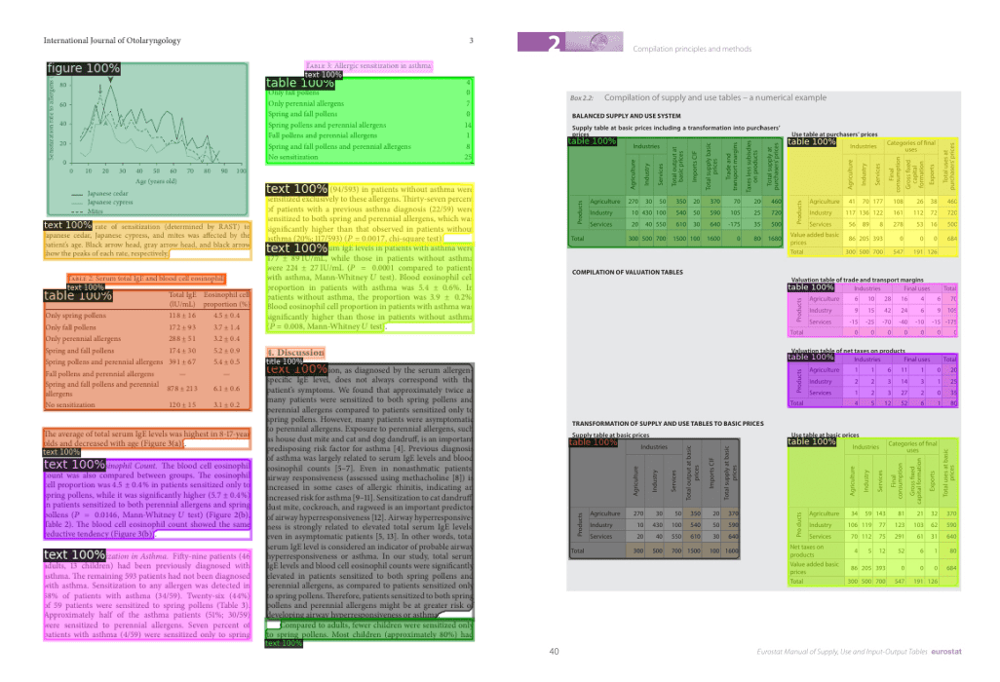 International Journal of Otolaryngology
3
figure 100%
80
60
40
20
0
0 10 20 30 40 50 60 70 80 90 100
Age (years old)
Japanese cedar
Japanese cypress
Mites
text 100% rate of sensitization (determined by RAST) to
Japanese cedar, Japanese cypress, and mites was affected by the
patient's age. Black arrow head, gray arrow head, and black arrow
show the peaks of each rate, respectively.
TABLE 2: Serum total IgE and blood cell eosinophil
text 100%
table 100%
Total IgE Eosinophil cell
(IU/mL) proportion (%)
Only spring pollens 118 ± 16 4.5 ± 0.4
Only fall pollens 172 ± 93 3.7 ± 1.4
Only perennial allergens 288 ± 51 3.2 ± 0.4
Spring and fall pollens 174 ± 30 5.2 ± 0.9
Spring pollens and perennial allergens 391 ± 67 5.4 ± 0.5
Fall pollens and perennial allergens — —
Spring and fall pollens and perennial
allergens 878 ± 213 6.1 ± 0.6
No sensitization 120 ± 15 3.1 ± 0.2
The average of total serum IgE levels was highest in 8-17-year
olds and decreased with age (Figure 3(a)).
text 100%
text 100% Count. The blood cell eosinophil
count was also compared between groups. The eosinophil
cell proportion was 4.5 ± 0.4% in patients sensitized only to
spring pollens, while it was significantly higher (5.7 ± 0.4%)
in patients sensitized to both perennial allergens and spring
pollens (P = 0.0146, Mann-Whitney U test) (Figure 2(b),
Table 2). The blood cell eosinophil count showed the same
reductive tendency (Figure 3(b)).
text 100% in Asthma. Fifty-nine patients (46
adults, 13 children) had been previously diagnosed with
asthma. The remaining 593 patients had not been diagnosed
with asthma. Sensitization to any allergen was detected in
58% of patients with asthma (34/59). Twenty-six (44%)
of 59 patients were sensitized to spring pollens (Table 3).
Approximately half of the asthma patients (51%; 30/59)
were sensitized to perennial allergens. Seven percent of
patients with asthma (4/59) were sensitized only to spring
TABLE 3: Allergic sensitization in asthma.
text 100%
table 100%
4
Only fall pollens 0
Only perennial allergens 7
Spring and fall pollens 0
Spring pollens and perennial allergens 14
Fall pollens and perennial allergens 1
Spring and fall pollens and perennial allergens 8
No sensitization 25
text 100% (94/593) in patients without asthma were
sensitized exclusively to these allergens. Thirty-seven percent
of patients with a previous asthma diagnosis (22/59) were
sensitized to both spring and perennial allergens, which was
significantly higher than that observed in patients without
asthma (20%; 117/593) (P = 0.0017, chi-square test).
text 100% IgE levels in patients with asthma were
377 ± 89 IU/mL, while those in patients without asthma
were 224 ± 27 IU/mL (P = 0.0001 compared to patients
with asthma, Mann-Whitney U test). Blood eosinophil cell
proportion in patients with asthma was 5.4 ± 0.6%. In
patients without asthma, the proportion was 3.9 ± 0.2%.
Blood eosinophil cell proportion in patients with asthma was
significantly higher than those in patients without asthma
(P = 0.008, Mann-Whitney U test).
4. Discussion
title 100%
text 100% as diagnosed by the serum allergen-
specific IgE level, does not always correspond with the
patient's symptoms. We found that approximately twice as
many patients were sensitized to both spring pollens and
perennial allergens compared to patients sensitized only to
spring pollens. However, many patients were asymptomatic
to perennial allergens. Exposure to perennial allergens, such
as house dust mite and cat and dog dandruff, is an important
predisposing risk factor for asthma [4]. Previous diagnosis
of asthma was largely related to serum IgE levels and blood
eosinophil counts [5–7]. Even in nonasthmatic patients
airway responsiveness (assessed using methacholine [8]) is
increased in some cases of allergic rhinitis, indicating an
increased risk for asthma [9–11]. Sensitization to cat dandruff,
dust mite, cockroach, and ragweed is an important predictor
of airway hyperresponsiveness [12]. Airway hyperresponsive-
ness is strongly related to elevated total serum IgE levels
even in asymptomatic patients [5, 13]. In other words, total
serum IgE level is considered an indicator of probable airway
hyperresponsiveness or asthma. In our study, total serum
IgE levels and blood cell eosinophil counts were significantly
elevated in patients sensitized to both spring pollens and
perennial allergens, as compared to patients sensitized only
to spring pollens. Therefore, patients sensitized to both spring
pollens and perennial allergens might be at greater risk of
developing airway hyperresponsiveness or asthma.
Compared to adults, fewer children were sensitized only
to spring pollens. Most children (approximately 80%) had
text 100%
2
Compilation principles and methods
Box 2.2: Compilation of supply and use tables – a numerical example
BALANCED SUPPLY AND USE SYSTEM
Supply table at basic prices including a transformation into purchasers'
prices
table 100%
Industries
Agriculture Industry Services Total output at basic prices Imports CIF Total supply basic prices Trade and transport margins Taxes less subsidies on products Total supply at purchasers' prices
Products
Agriculture 270 30 50 350 20 370 70 20 460
Industry 10 430 100 540 50 590 105 25 720
Services 20 40 550 610 30 640 -175 35 500
Total 300 500 700 1500 100 1600 0 80 1680
Use table at purchasers' prices
table 100%
Industries Categories of final uses
Agriculture Industry Services Final consumption Gross fixed capital formation Exports Total uses at purchasers' prices
Products
Agriculture 41 70 177 108 26 38 460
Industry 117 136 122 161 112 72 720
Services 56 89 8 278 53 16 500
Value added basic prices 86 205 393 0 0 0 684
Total 300 500 700 547 191 126
COMPILATION OF VALUATION TABLES
Valuation table of trade and transport margins
table 100%
Industries Final uses Total
Products
Agriculture 6 10 28 16 4 6 70
Industry 9 15 42 24 6 9 105
Services -15 -25 -70 -40 -10 -15 -175
Total 0 0 0 0 0 0 0
Valuation table of net taxes on products
table 100%
Industries Final uses Total
Products
Agriculture 1 1 6 11 1 0 20
Industry 2 2 3 14 3 1 25
Services 1 2 3 27 2 0 35
Total 4 5 12 52 6 1 80
TRANSFORMATION OF SUPPLY AND USE TABLES TO BASIC PRICES
Supply table at basic prices
table 100%
Industries
Agriculture Industry Services Total output at basic prices Imports CIF Total supply at basic prices
Products
Agriculture 270 30 50 350 20 370
Industry 10 430 100 540 50 590
Services 20 40 550 610 30 640
Total 300 500 700 1500 100 1600
Use table at basic prices
table 100%
Industries Categories of final uses
Agriculture Industry Services Final consumption Gross fixed capital formation Exports Total uses at basic prices
Products
Agriculture 34 59 143 81 21 32 370
Industry 106 119 77 123 103 62 590
Services 70 112 75 291 61 31 640
Net taxes on products 4 5 12 52 6 1 80
Value added basic prices 86 205 393 0 0 0 684
Total 300 500 700 547 191 126
40
Eurostat Manual of Supply, Use and Input-Output Tables eurostat